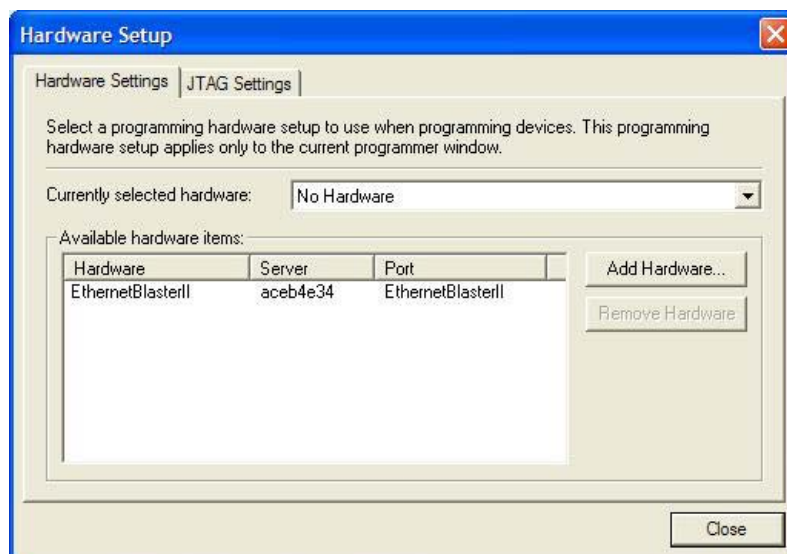 Hardware Setup
Hardware Settings JTAG Settings
Select a programming hardware setup to use when programming devices. This programming
hardware setup applies only to the current programmer window.
Currently selected hardware: No Hardware
Available hardware items:
Hardware Server Port
Add Hardware...
EthernetBlasterII aceb4e34 EthernetBlasterII
Remove Hardware
Close